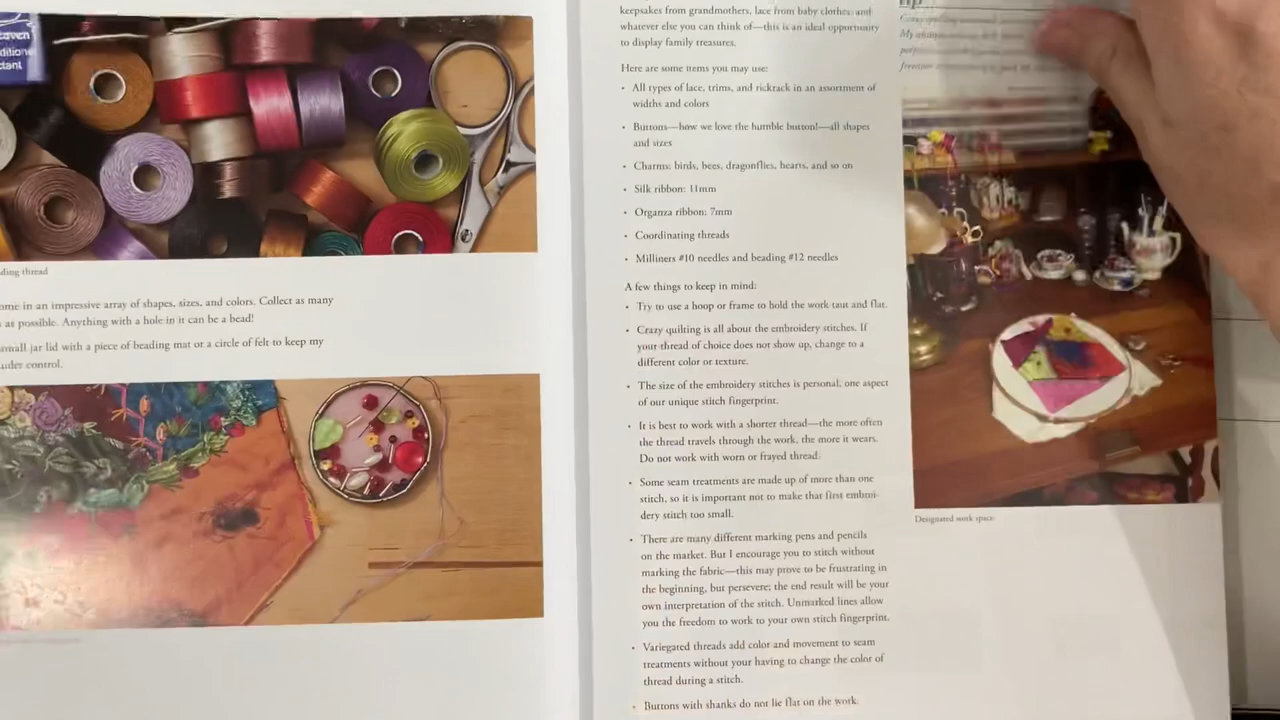 ding thread
ome in an impressive array of shapes, sizes, and colors. Collect as many
as possible. Anything with a hole in it can be a bead!
small jar lid with a piece of beading mat or a circle of felt to keep my
under control.
keepsakes from grandmothers, lace from baby clothes, and
whatever else you can think of—this is an ideal opportunity
to display family treasures.
Here are some items you may use:
• All types of lace, trims, and rickrack in an assortment of
widths and colors
• Buttons—how we love the humble button!—all shapes
and sizes
• Charms: birds, bees, dragonflies, hearts, and so on
• Silk ribbon: 11mm
• Organza ribbon: 7mm
• Coordinating threads
• Milliners #10 needles and beading #12 needles
A few things to keep in mind:
• Try to use a hoop or frame to hold the work taut and flat.
• Crazy quilting is all about the embroidery stitches. If
your thread of choice does not show up, change to a
different color or texture.
• The size of the embroidery stitches is personal, one aspect
of our unique stitch fingerprint.
• It is best to work with a shorter thread—the more often
the thread travels through the work, the more it wears.
Do not work with worn or frayed thread.
• Some seam treatments are made up of more than one
stitch, so it is important not to make that first embroi-
dery stitch too small.
• There are many different marking pens and pencils
on the market. But I encourage you to stitch without
marking the fabric—this may prove to be frustrating in
the beginning, but persevere; the end result will be your
own interpretation of the stitch. Unmarked lines allow
you the freedom to work to your own stitch fingerprint.
• Variegated threads add color and movement to seam
treatments without your having to change the color of
thread during a stitch.
• Buttons with shanks do not lie flat on the work.
Designated work space